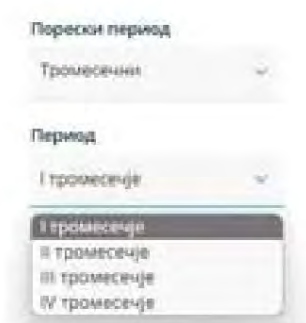 Порески период
Тромесечни
Период
I тромесечје
I тромесечје
II тромесечје
III тромесечје
IV тромесечје